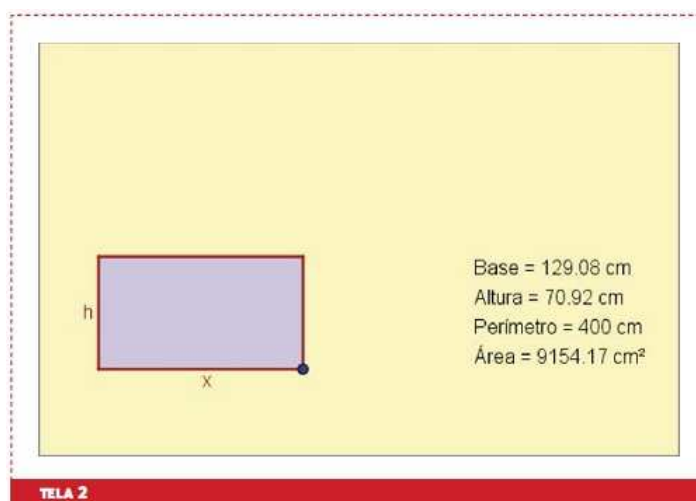 Base = 129.08 cm
Altura = 70.92 cm
Perímetro = 400 cm
Área = 9154.17 cm²
h
x
TELA 2